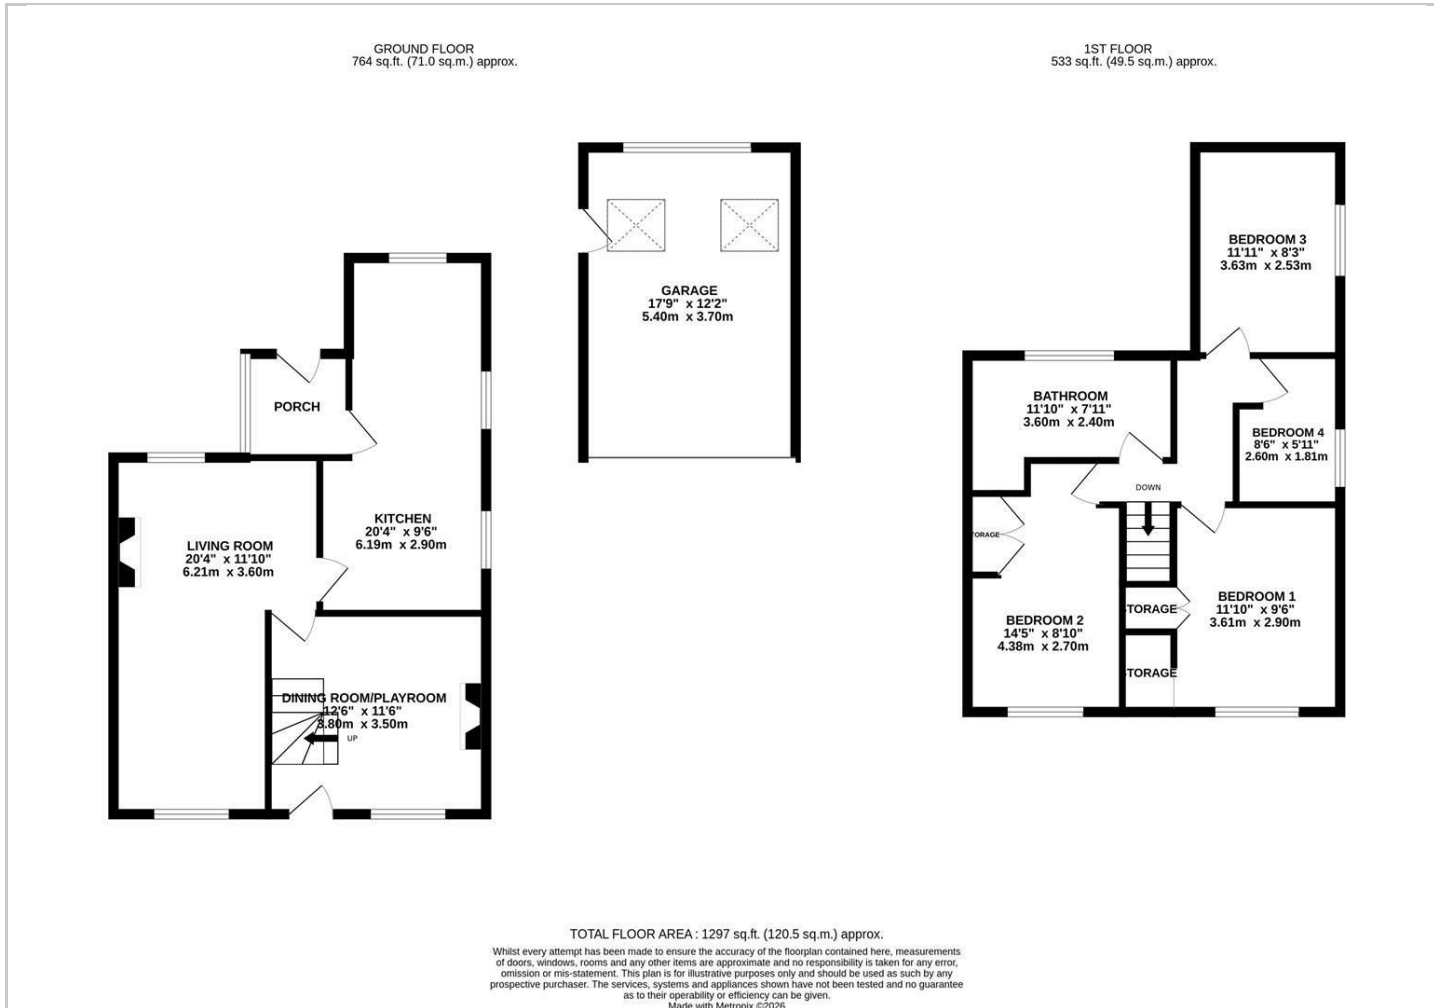 GROUND FLOOR
764 sq.ft. (71.0 sq.m.) approx.
1ST FLOOR
533 sq.ft. (49.5 sq.m.) approx.
GARAGE
17'9" x 12'2"
5.40m x 3.70m
PORCH
KITCHEN
20'4" x 9'6"
6.19m x 2.90m
LIVING ROOM
20'4" x 11'10"
6.21m x 3.60m
DINING ROOM/PLAYROOM
12'6" x 11'6"
3.80m x 3.50m
UP
BEDROOM 3
11'11" x 8'3"
3.63m x 2.53m
BATHROOM
11'10" x 7'11"
3.60m x 2.40m
BEDROOM 4
8'6" x 5'11"
2.60m x 1.81m
DOWN
TORAGE
BEDROOM 1
11'10" x 9'6"
3.61m x 2.90m
STORAGE
BEDROOM 2
14'5" x 8'10"
4.38m x 2.70m
STORAGE
TOTAL FLOOR AREA : 1297 sq.ft. (120.5 sq.m.) approx.
Whilst every attempt has been made to ensure the accuracy of the floorplan contained here, measurements
of doors, windows, rooms and any other items are approximate and no responsibility is taken for any error,
omission or mis-statement. This plan is for illustrative purposes only and should be used as such by any
prospective purchaser. The services, systems and appliances shown have not been tested and no guarantee
as to their operability or efficiency can be given.
Made with Metropix ©2026